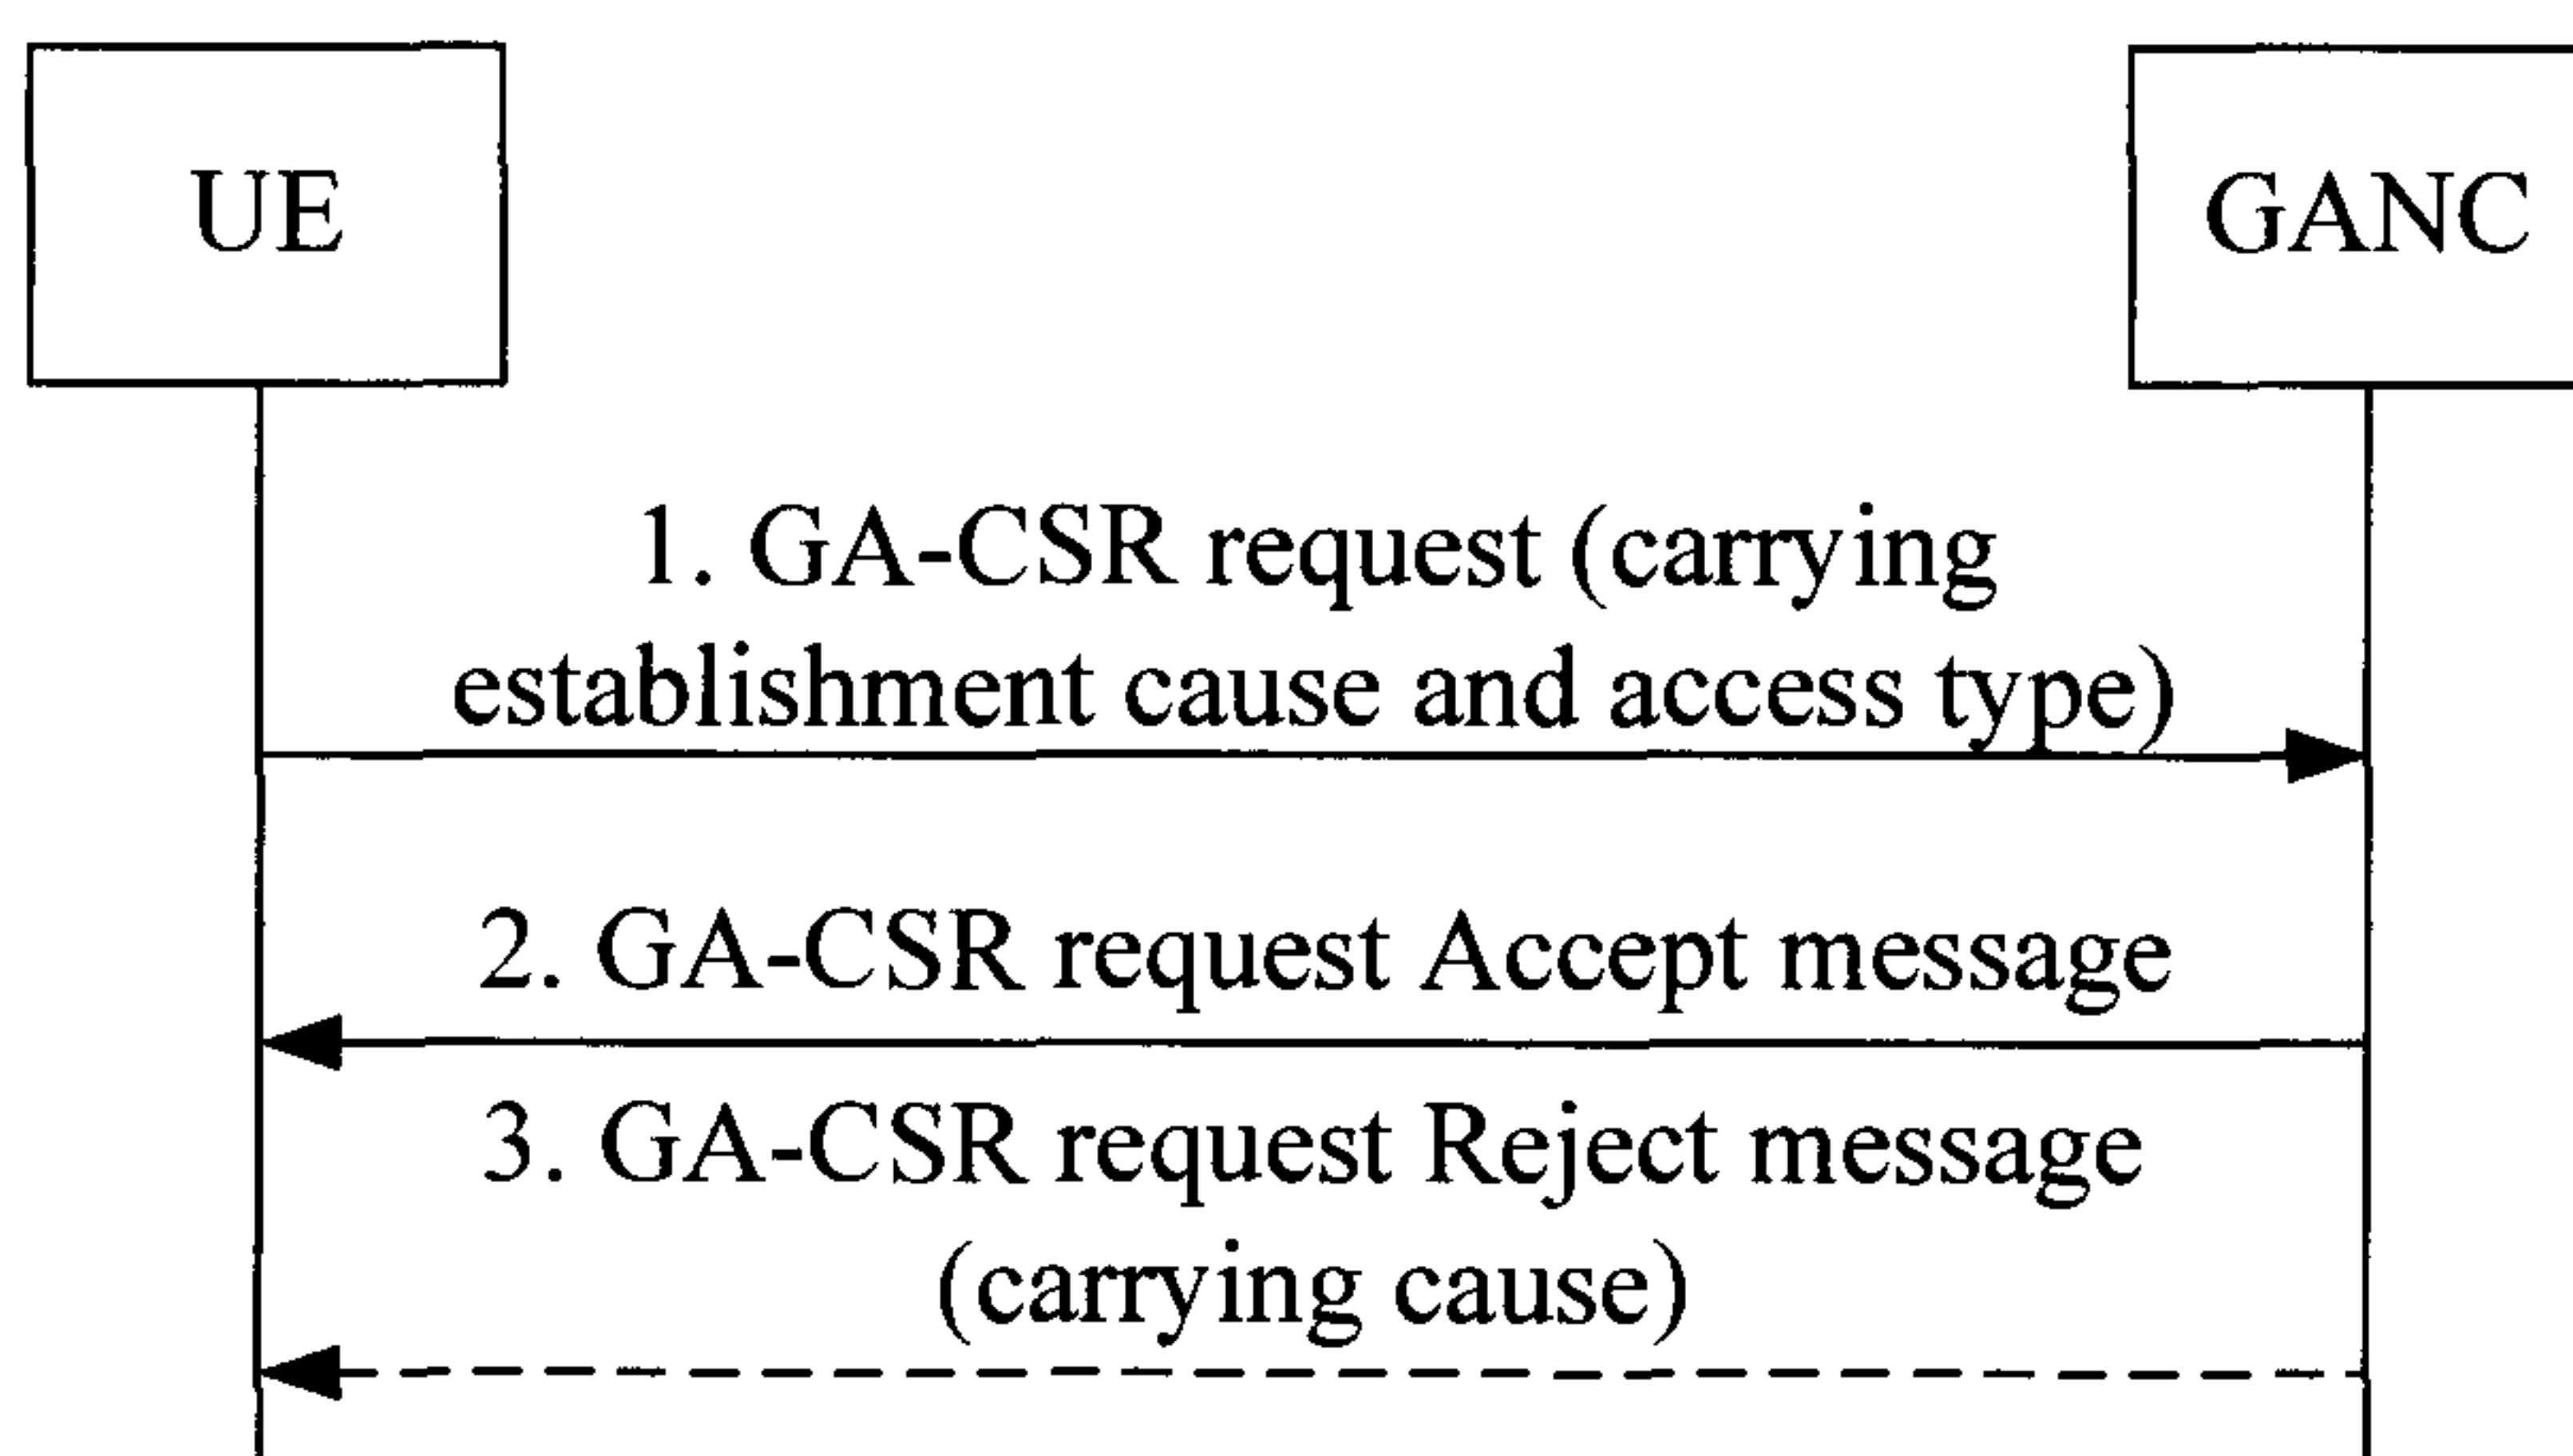 UE
GANC
1. GA-CSR request (carrying
establishment cause and access type)
2. GA-CSR request Accept message
3. GA-CSR request Reject message
(carrying cause)